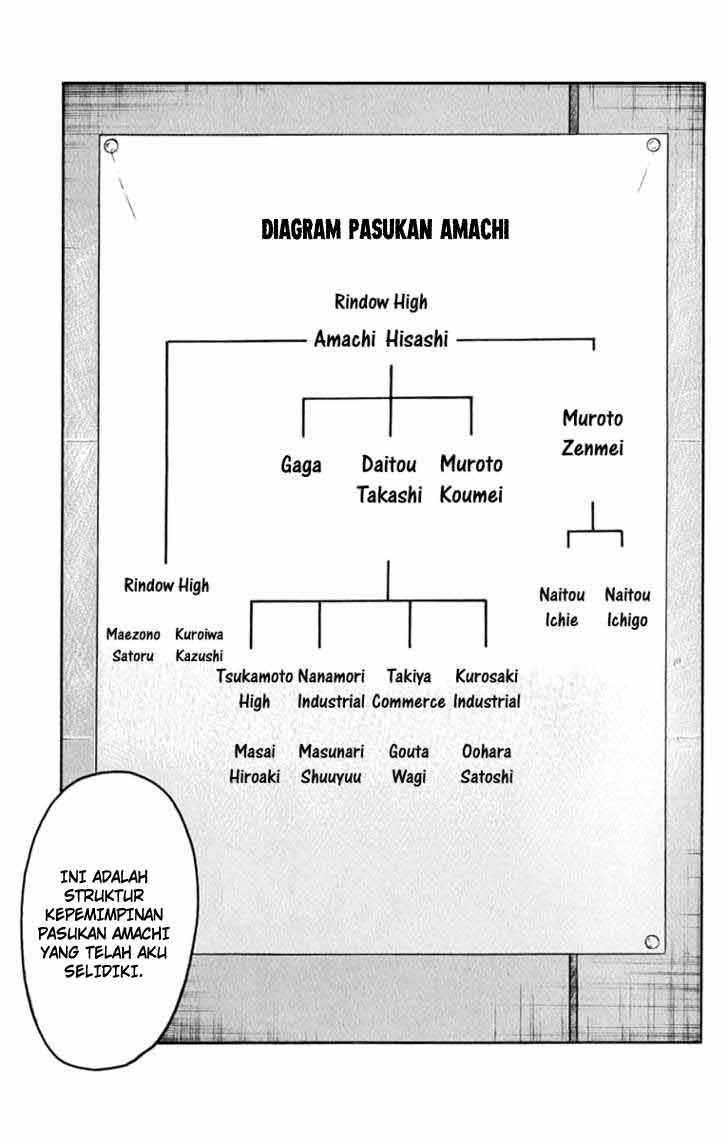 DIAGRAM PASUKAN AMACHI
Rindow High
Amachi Hisashi
Gaga
Daitou
Takashi
Muroto
Koumei
Muroto
Zenmei
Naitou
Ichie
Naitou
Ichigo
Rindow High
Maezono
Satoru
Kuroiwa
Kazushi
Tsukamoto
High
Nanamori
Industrial
Takiya
Commerce
Kurosaki
Industrial
Masai
Hiroaki
Masunari
Shuuyuu
Gouta
Wagi
Oohara
Satoshi
INI ADALAH
STRUKTUR
KEPEMIMPINAN
PASUKAN AMACHI
YANG TELAH AKU
SELIDIKI.